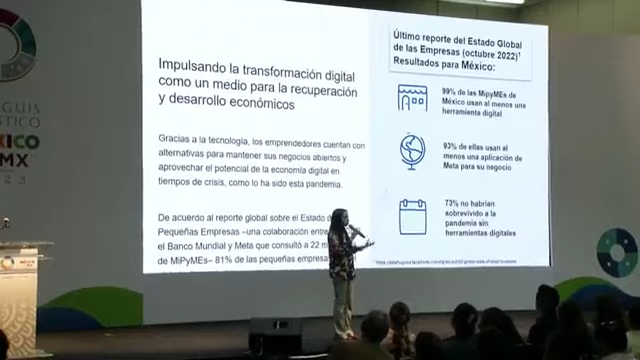 GUIS
STICO
XICO
MX
23
Impulsando la transformación digital
como un medio para la recuperación
y desarrollo económicos
Gracias a la tecnología, los emprendedores cuentan con
alternativas para mantener sus negocios abiertos y
aprovechar el potencial de la economía digital en
tiempos de crisis, como lo ha sido esta pandemia.
De acuerdo al reporte global sobre el Estado d
Pequeñas Empresas –una colaboración entre
el Banco Mundial y Meta que consultó a 22 m
de MiPyMEs– 81% de las pequeñas empresa
Último reporte del Estado Global
de las Empresas (octubre 2022)¹
Resultados para México:
99% de las MipyMEs de
México usan al menos una
herramienta digital
93% de ellas usan al
menos una aplicación de
Meta para su negocio
73% no habrían
sobrevivido a la
pandemia sin
herramientas digitales